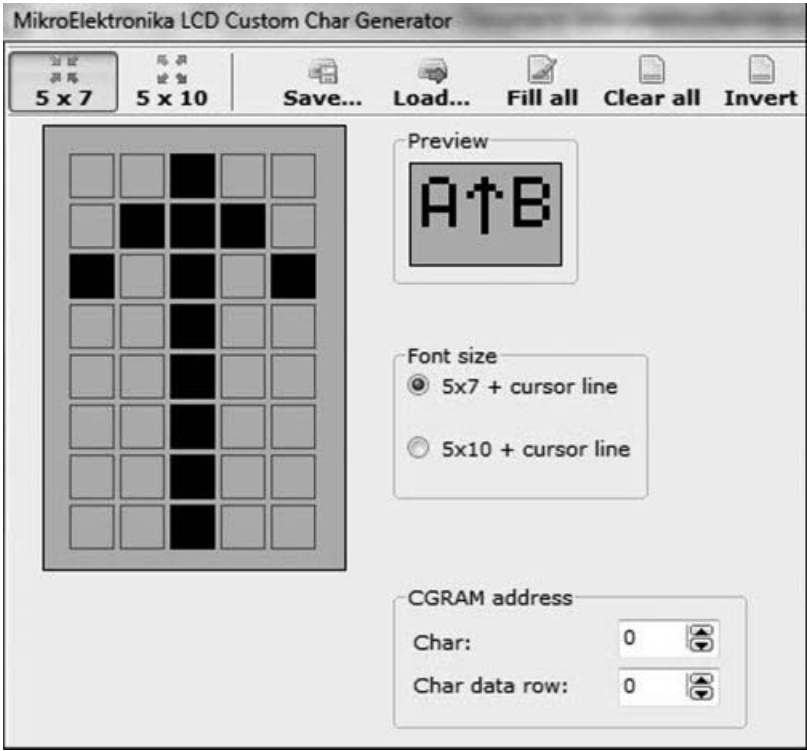 MikroElektronika LCD Custom Char Generator
5 x 7 5 x 10 Save... Load... Fill all Clear all Invert
Preview
A↑B
Font size
5x7 + cursor line
5x10 + cursor line
CGRAM address
Char: 0
Char data row: 0